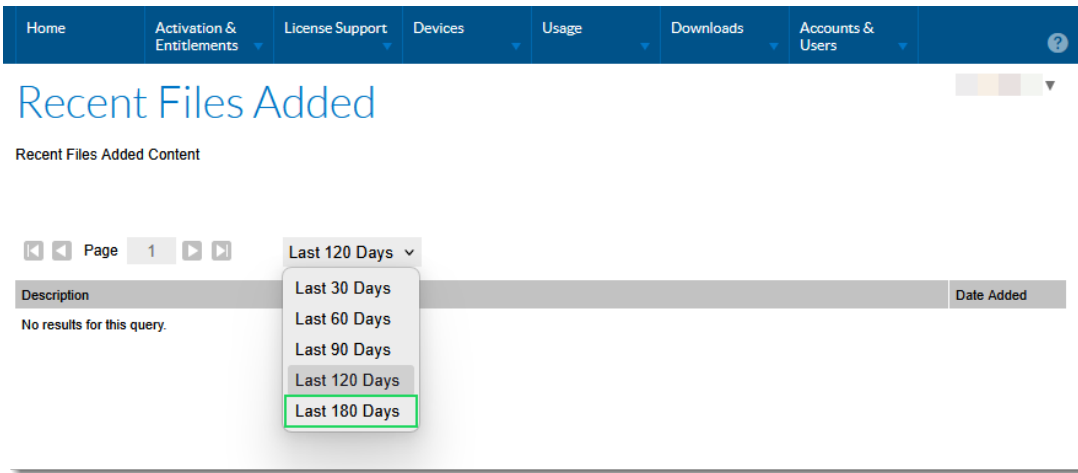 Home
Activation &
Entitlements
License Support
Devices
Usage
Downloads
Accounts &
Users
?
Recent Files Added
Recent Files Added Content
Page 1
Last 120 Days
Description
Date Added
No results for this query.
Last 30 Days
Last 60 Days
Last 90 Days
Last 120 Days
Last 180 Days